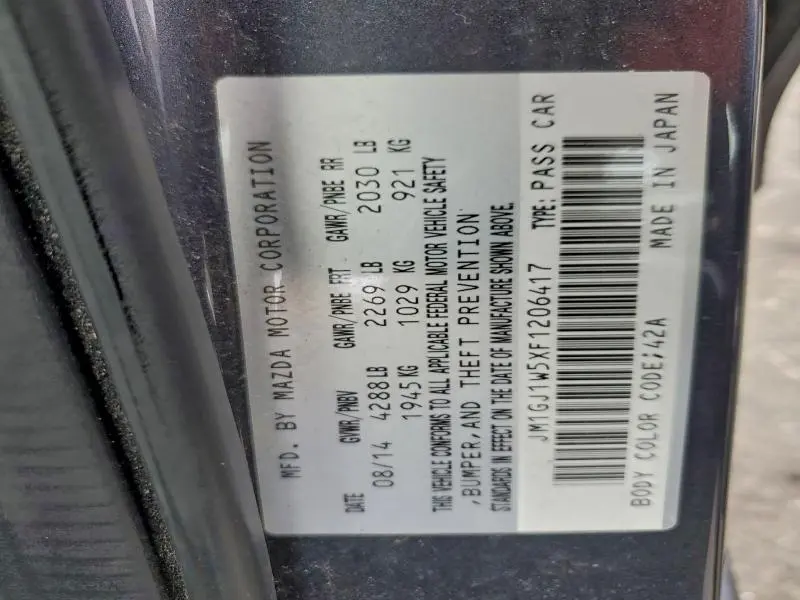 MFD. BY MAZDA MOTOR CORPORATION
DATE GVWR/PNBV GAWR/PNBE FRT GAWR/PNBE RR
08/14 4288LB 2269 LB 2030 LB
1945KG 1029 KG 921 KG
THIS VEHICLE CONFORMS TO ALL APPLICABLE FEDERAL MOTOR VEHICLE SAFETY
,BUMPER,AND THEFT PREVENTION
STANDARDS IN EFFECT ON THE DATE OF MANUFACTURE SHOWN ABOVE.
JM1GJ1W5XF1206417 TYPE: PASS CAR
BODY COLOR CODE;42A MADE IN JAPAN